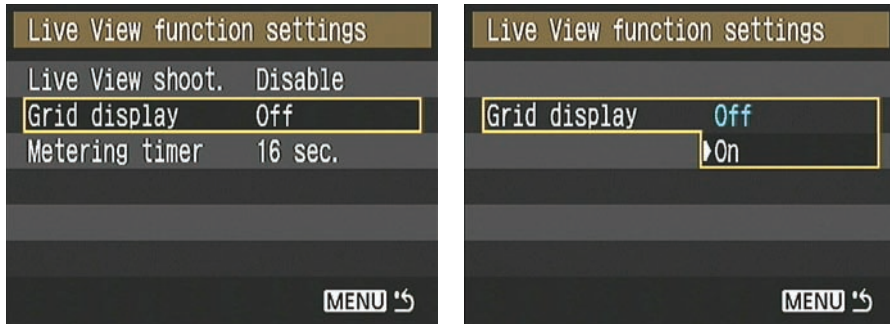 Live View function settings
Live View shoot. Disable
Grid display Off
Metering timer 16 sec.
MENU
Live View function settings
Grid display Off
On
MENU